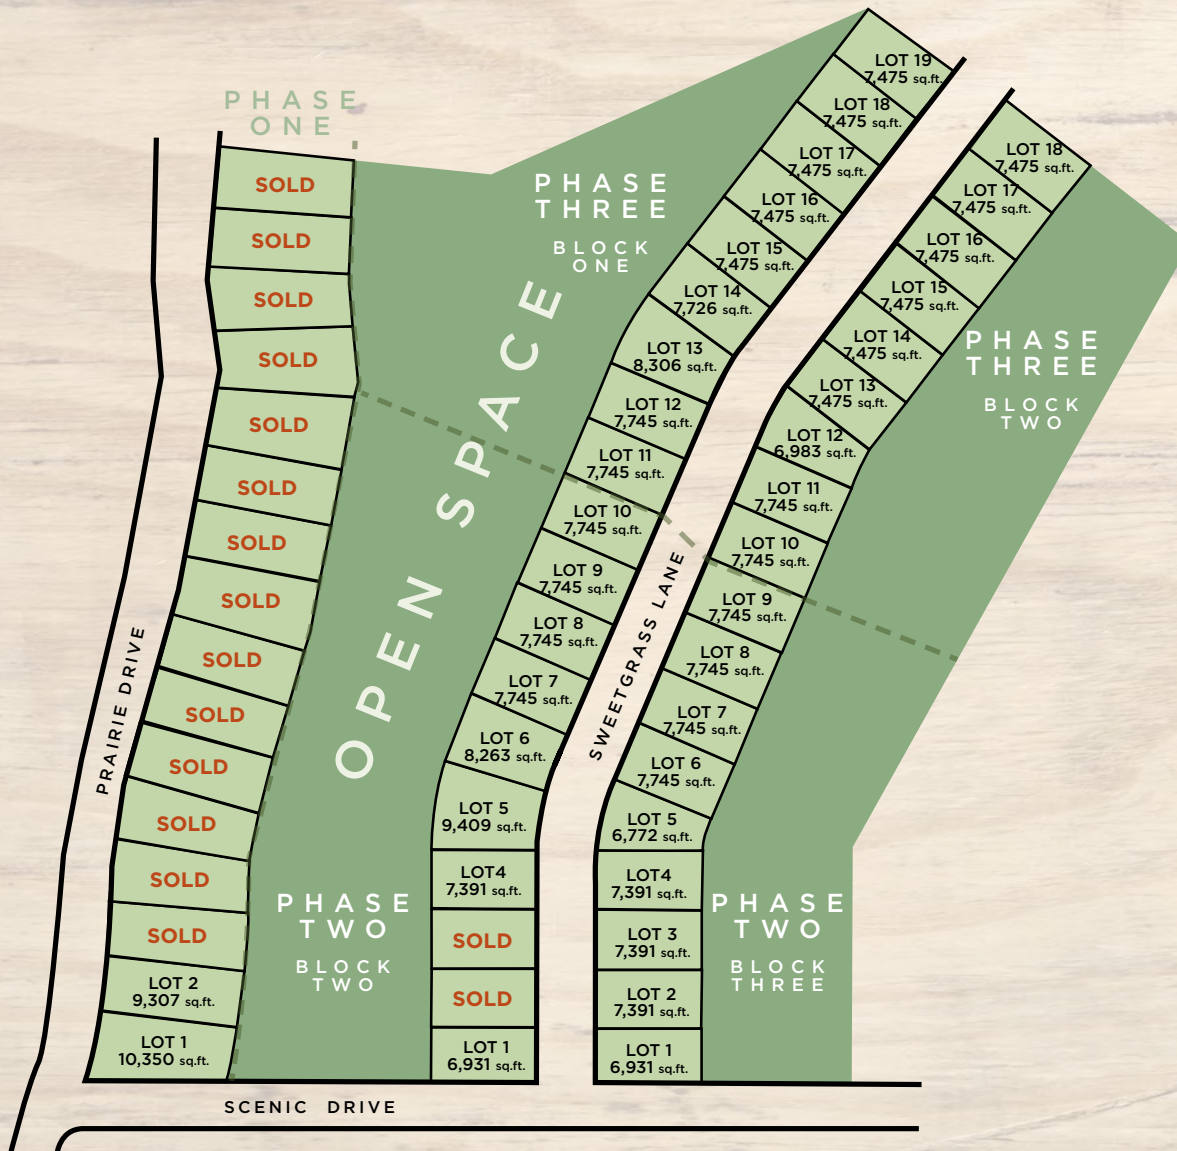 PHASE
ONE
SOLD
SOLD
SOLD
SOLD
SOLD
SOLD
SOLD
SOLD
SOLD
SOLD
SOLD
SOLD
SOLD
SOLD
LOT 2
9,307 sq.ft.
LOT 1
10,350 sq.ft.
PRAIRIE DRIVE
OPEN SPACE
PHASE
THREE
BLOCK
ONE
LOT 19
7,475 sq.ft.
LOT 18
7,475 sq.ft.
LOT 17
7,475 sq.ft.
LOT 16
7,475 sq.ft.
LOT 15
7,475 sq.ft.
LOT 14
7,726 sq.ft.
LOT 13
8,306 sq.ft.
LOT 12
7,745 sq.ft.
LOT 11
7,745 sq.ft.
LOT 10
7,745 sq.ft.
LOT 9
7,745 sq.ft.
LOT 8
7,745 sq.ft.
LOT 7
7,745 sq.ft.
LOT 6
8,263 sq.ft.
LOT 5
9,409 sq.ft.
LOT4
7,391 sq.ft.
SOLD
SOLD
LOT 1
6,931 sq.ft.
PHASE
TWO
BLOCK
TWO
SWEETGRASS LANE
LOT 18
7,475 sq.ft.
LOT 17
7,475 sq.ft.
LOT 16
7,475 sq.ft.
LOT 15
7,475 sq.ft.
LOT 14
7,475 sq.ft.
LOT 13
7,475 sq.ft.
LOT 12
6,983 sq.ft.
LOT 11
7,745 sq.ft.
LOT 10
7,745 sq.ft.
LOT 9
7,745 sq.ft.
LOT 8
7,745 sq.ft.
LOT 7
7,745 sq.ft.
LOT 6
7,745 sq.ft.
LOT 5
6,772 sq.ft.
LOT4
7,391 sq.ft.
LOT 3
7,391 sq.ft.
LOT 2
7,391 sq.ft.
LOT 1
6,931 sq.ft.
PHASE
THREE
BLOCK
TWO
PHASE
TWO
BLOCK
THREE
SCENIC DRIVE